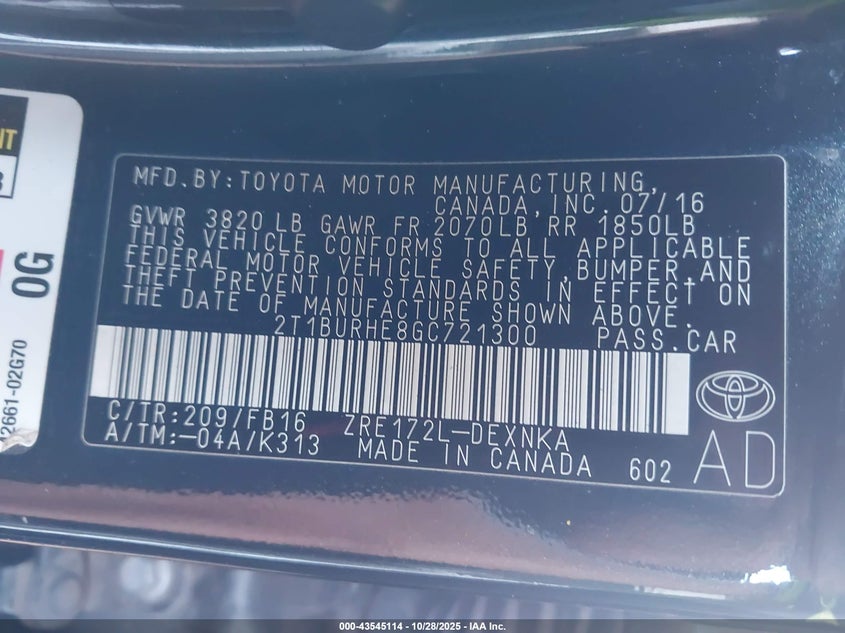 MFD.BY:TOYOTA MOTOR MANUFACTURING,
CANADA, INC. 07/16
GVWR 3820 LB GAWR FR 2070LB RR 1850LB
THIS VEHICLE CONFORMS TO ALL APPLICABLE
FEDERAL MOTOR VEHICLE SAFETY, BUMPER, AND
THEFT PREVENTION STANDARDS IN EFFECT ON
THE DATE OF MANUFACTURE SHOWN ABOVE.
2T1BURHE8GC721300 PASS.CAR
C/TR:209/FB16 ZRE172L-DEXNKA
A/TM:-04A/K313 MADE IN CANADA 602
AD
0G
2661-02G70
000-43545114 - 10/28/2025 - IAA Inc.